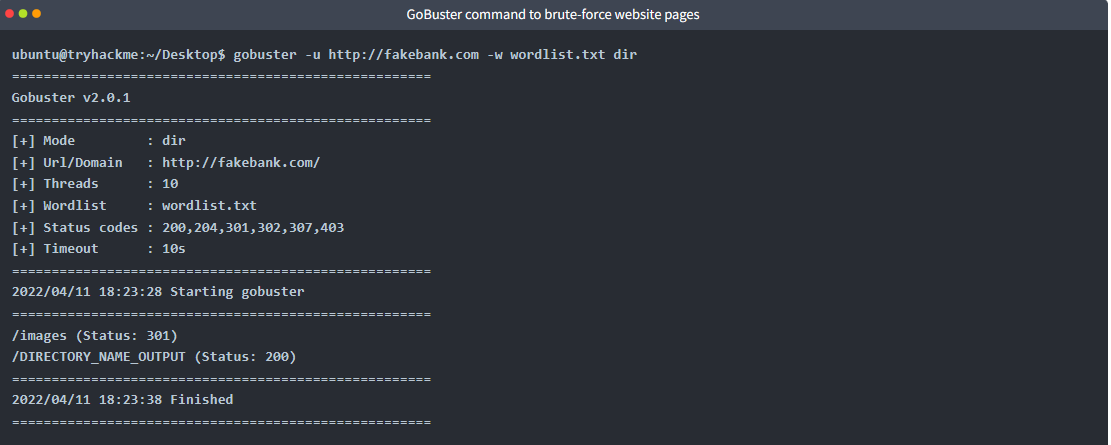 GoBuster command to brute-force website pages
ubuntu@tryhackme:~/Desktop$ gobuster -u http://fakebank.com -w wordlist.txt dir
=====================================================
Gobuster v2.0.1
=====================================================
[+] Mode         : dir
[+] Url/Domain   : http://fakebank.com/
[+] Threads      : 10
[+] Wordlist     : wordlist.txt
[+] Status codes : 200,204,301,302,307,403
[+] Timeout      : 10s
=====================================================
2022/04/11 18:23:28 Starting gobuster
=====================================================
/images (Status: 301)
/DIRECTORY_NAME_OUTPUT (Status: 200)
=====================================================
2022/04/11 18:23:38 Finished
=====================================================